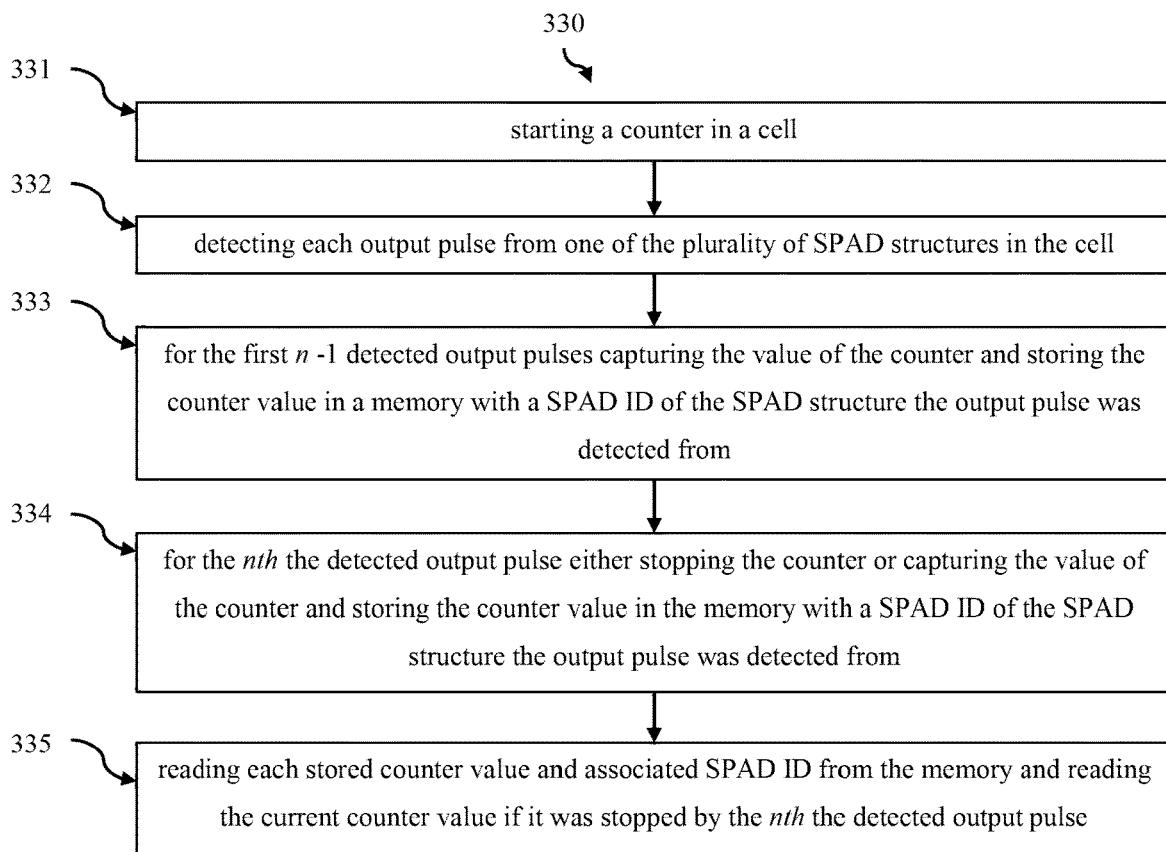 330
331
starting a counter in a cell
332
detecting each output pulse from one of the plurality of SPAD structures in the cell
333
for the first n -1 detected output pulses capturing the value of the counter and storing the
counter value in a memory with a SPAD ID of the SPAD structure the output pulse was
detected from
334
for the nth the detected output pulse either stopping the counter or capturing the value of
the counter and storing the counter value in the memory with a SPAD ID of the SPAD
structure the output pulse was detected from
335
reading each stored counter value and associated SPAD ID from the memory and reading
the current counter value if it was stopped by the nth the detected output pulse